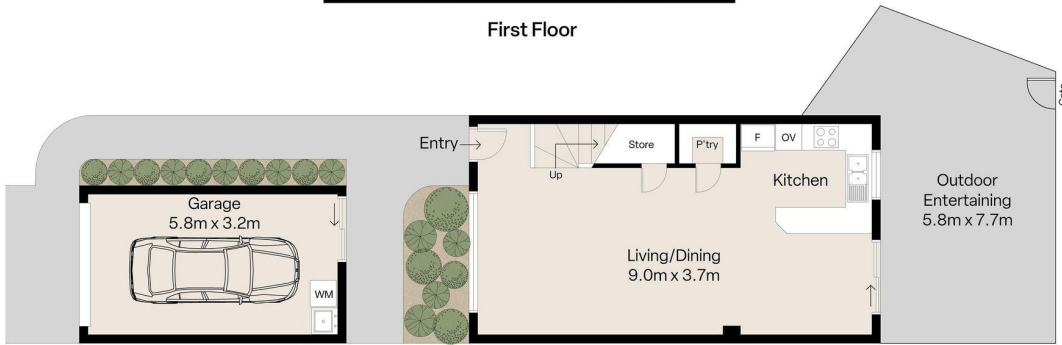 First Floor
Entry
Up
Store
P'try
F
OV
Kitchen
Garage
5.8m x 3.2m
WM
Living/Dining
9.0m x 3.7m
Outdoor
Entertaining
5.8m x 7.7m